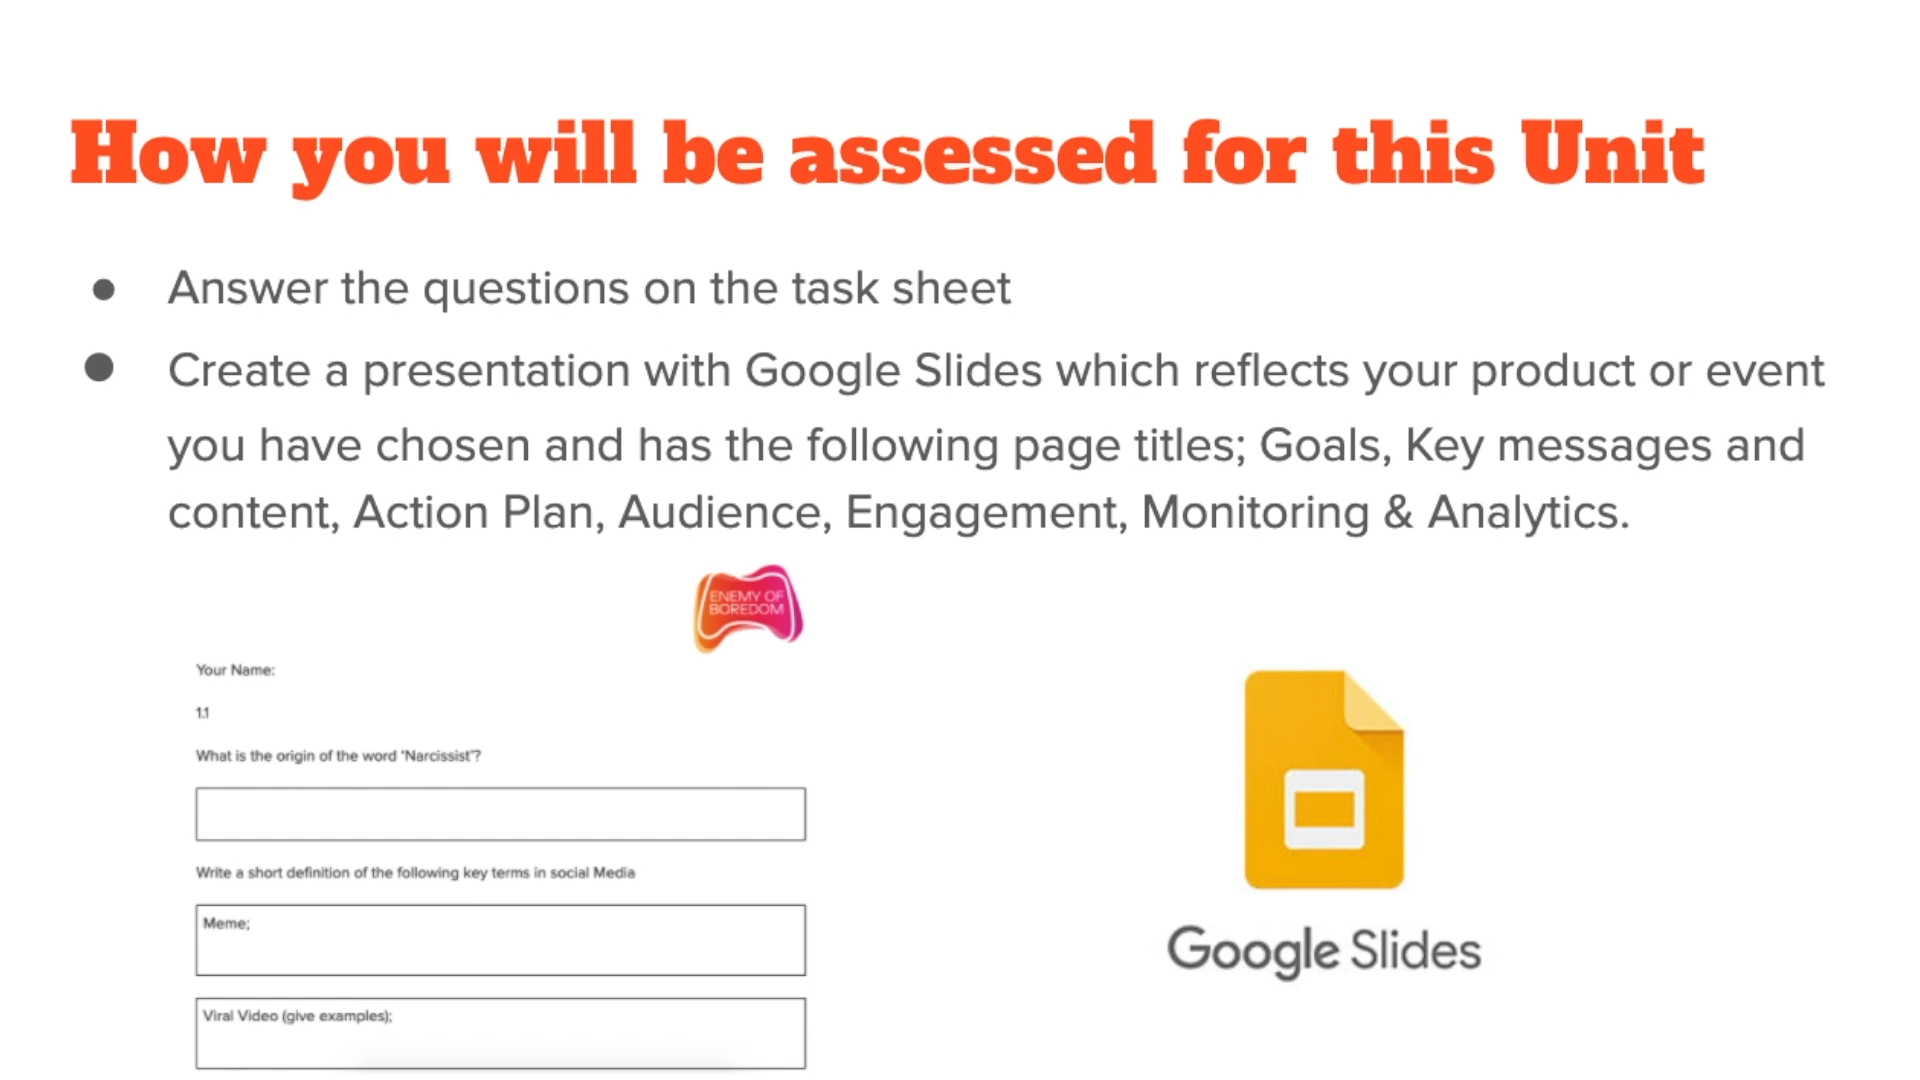 How you will be assessed for this Unit
● Answer the questions on the task sheet
● Create a presentation with Google Slides which reflects your product or event
you have chosen and has the following page titles; Goals, Key messages and
content, Action Plan, Audience, Engagement, Monitoring & Analytics.
ENEMY OF
BOREDOM
Your Name:
1.1
What is the origin of the word 'Narcissist'?
Write a short definition of the following key terms in social Media
Meme;
Viral Video (give examples);
Google Slides